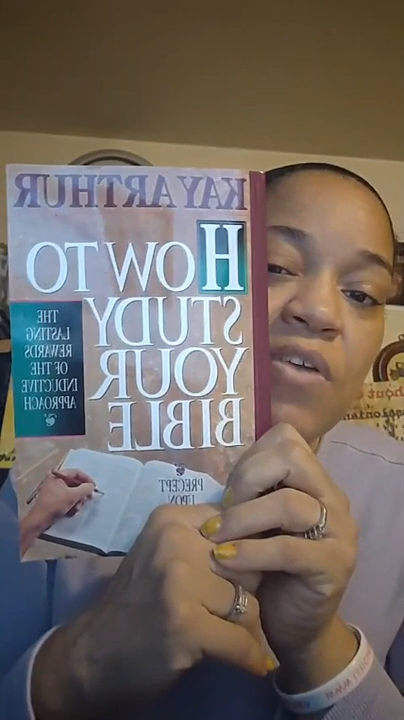 KAY ARTHUR
HOW TO
STUDY
YOUR
BIBLE
THE
LASTING
REWARDS
OF THE
INDUCTIVE
APPROACH
PRECEPT
UPON